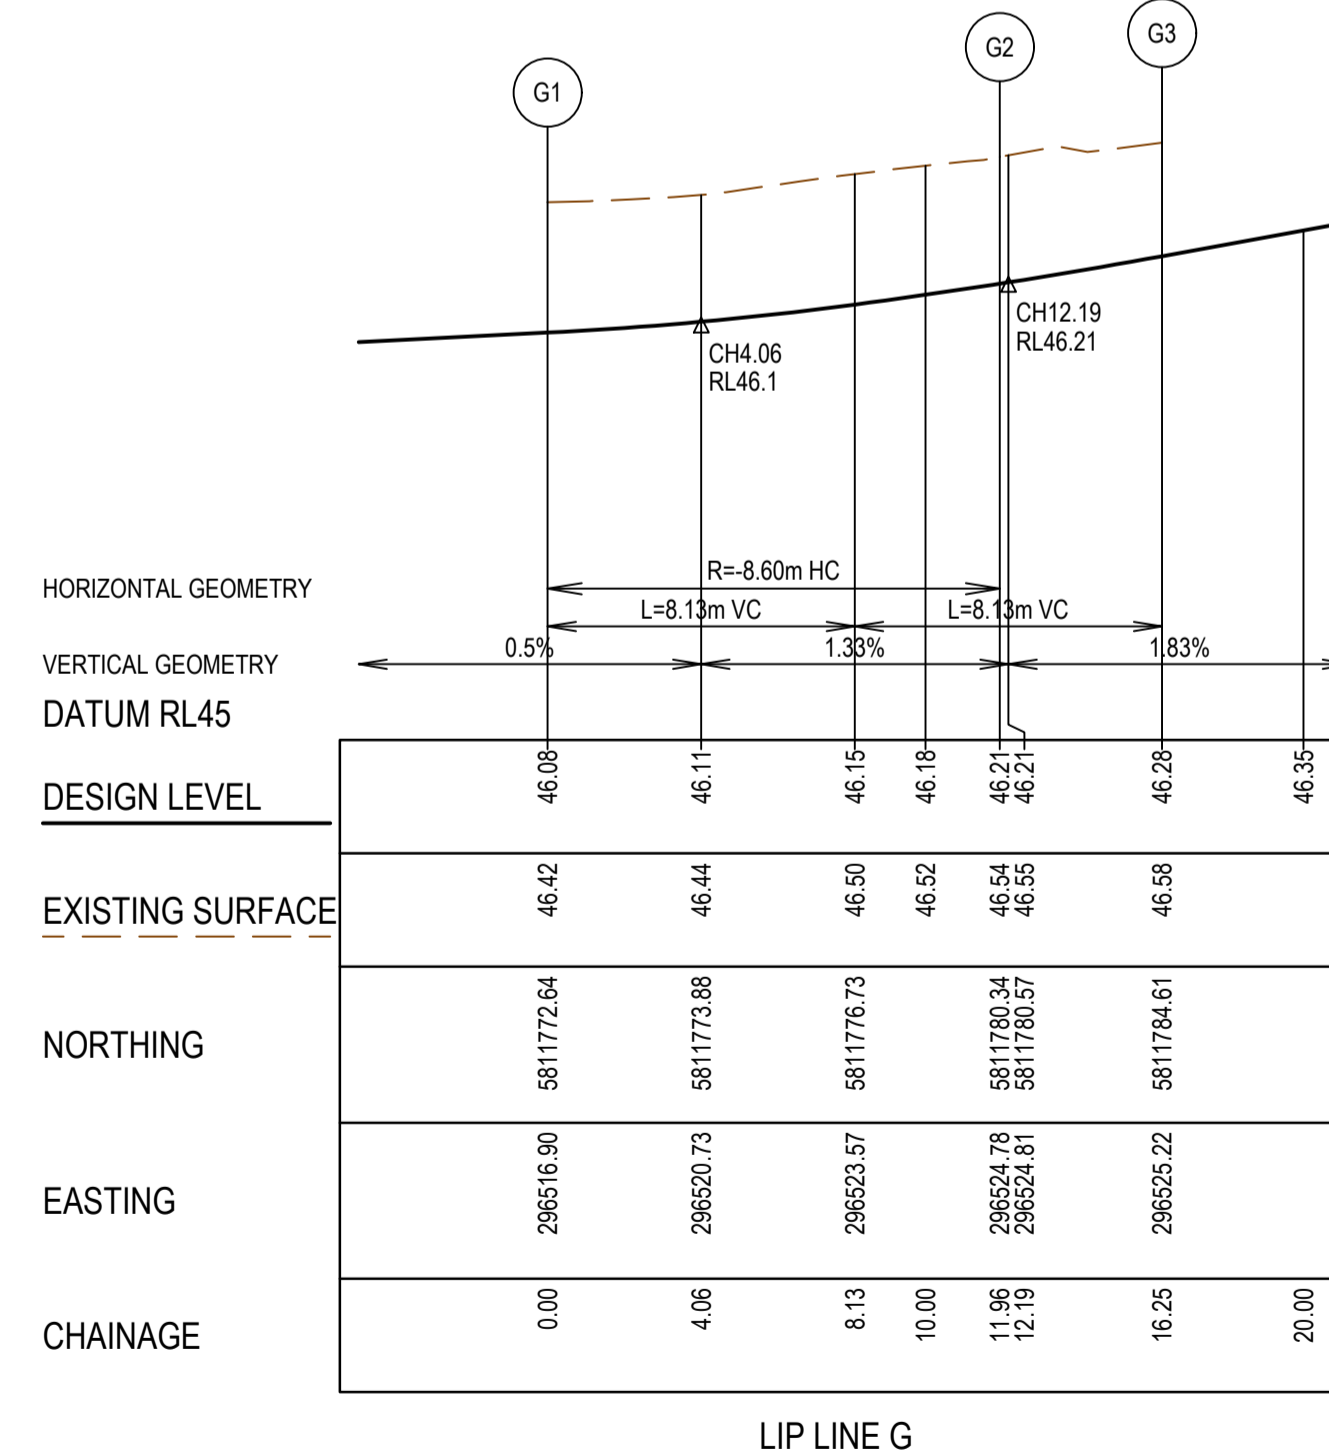 G1
G2
G3
CH12.19
RL46.21
CH4.06
RL46.1
HORIZONTAL GEOMETRY
R=-8.60m HC
L=8.13m VC
L=8.13m VC
VERTICAL GEOMETRY
0.5%
1.33%
1.83%
DATUM RL45
DESIGN LEVEL
46.08
46.11
46.15
46.18
46.21
46.21
46.28
46.35
EXISTING SURFACE
46.42
46.44
46.50
46.52
46.54
46.55
46.58
NORTHING
5811772.64
5811773.88
5811776.73
5811780.34
5811780.57
5811784.61
EASTING
296516.90
296520.73
296523.57
296524.78
296524.81
296525.22
CHAINAGE
0.00
4.06
8.13
10.00
11.96
12.19
16.25
20.00
LIP LINE G